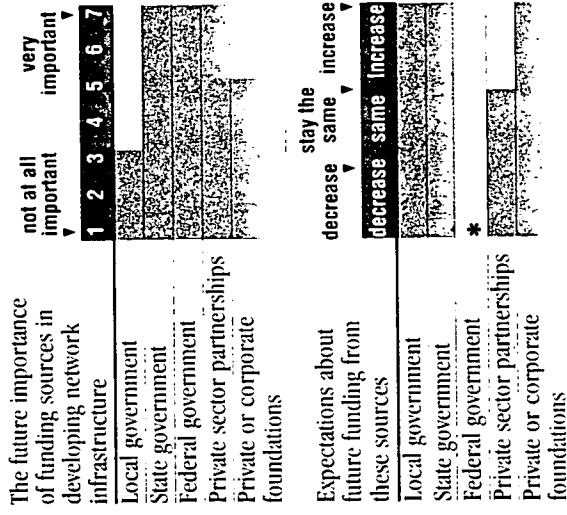 The future importance
of funding sources in
developing network
infrastructure
not at all
important
very
important
1 2 3 4 5 6 7
Local government
State government
Federal government
Private sector partnerships
Private or corporate
foundations
Expectations about
future funding from
these sources
decrease
stay the
same
increase
decrease same increase
Local government
State government
Federal government *
Private sector partnerships
Private or corporate
foundations